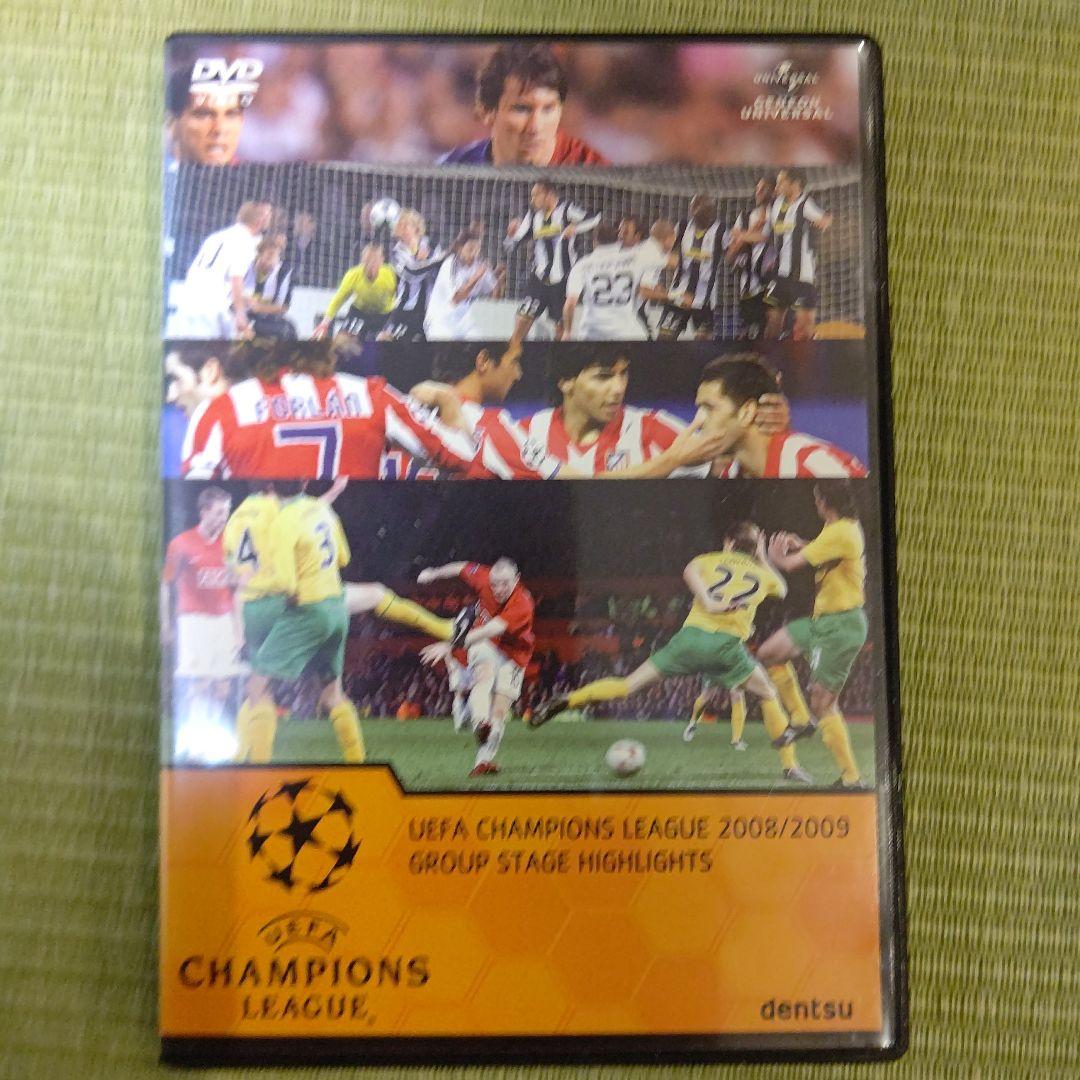 DVD
UNIVERSAL
GENEON
UNIVERSAL
23
FORLÁN
7
4
3
22
UEFA CHAMPIONS LEAGUE 2008/2009
GROUP STAGE HIGHLIGHTS
UEFA
CHAMPIONS
LEAGUE
dentsu